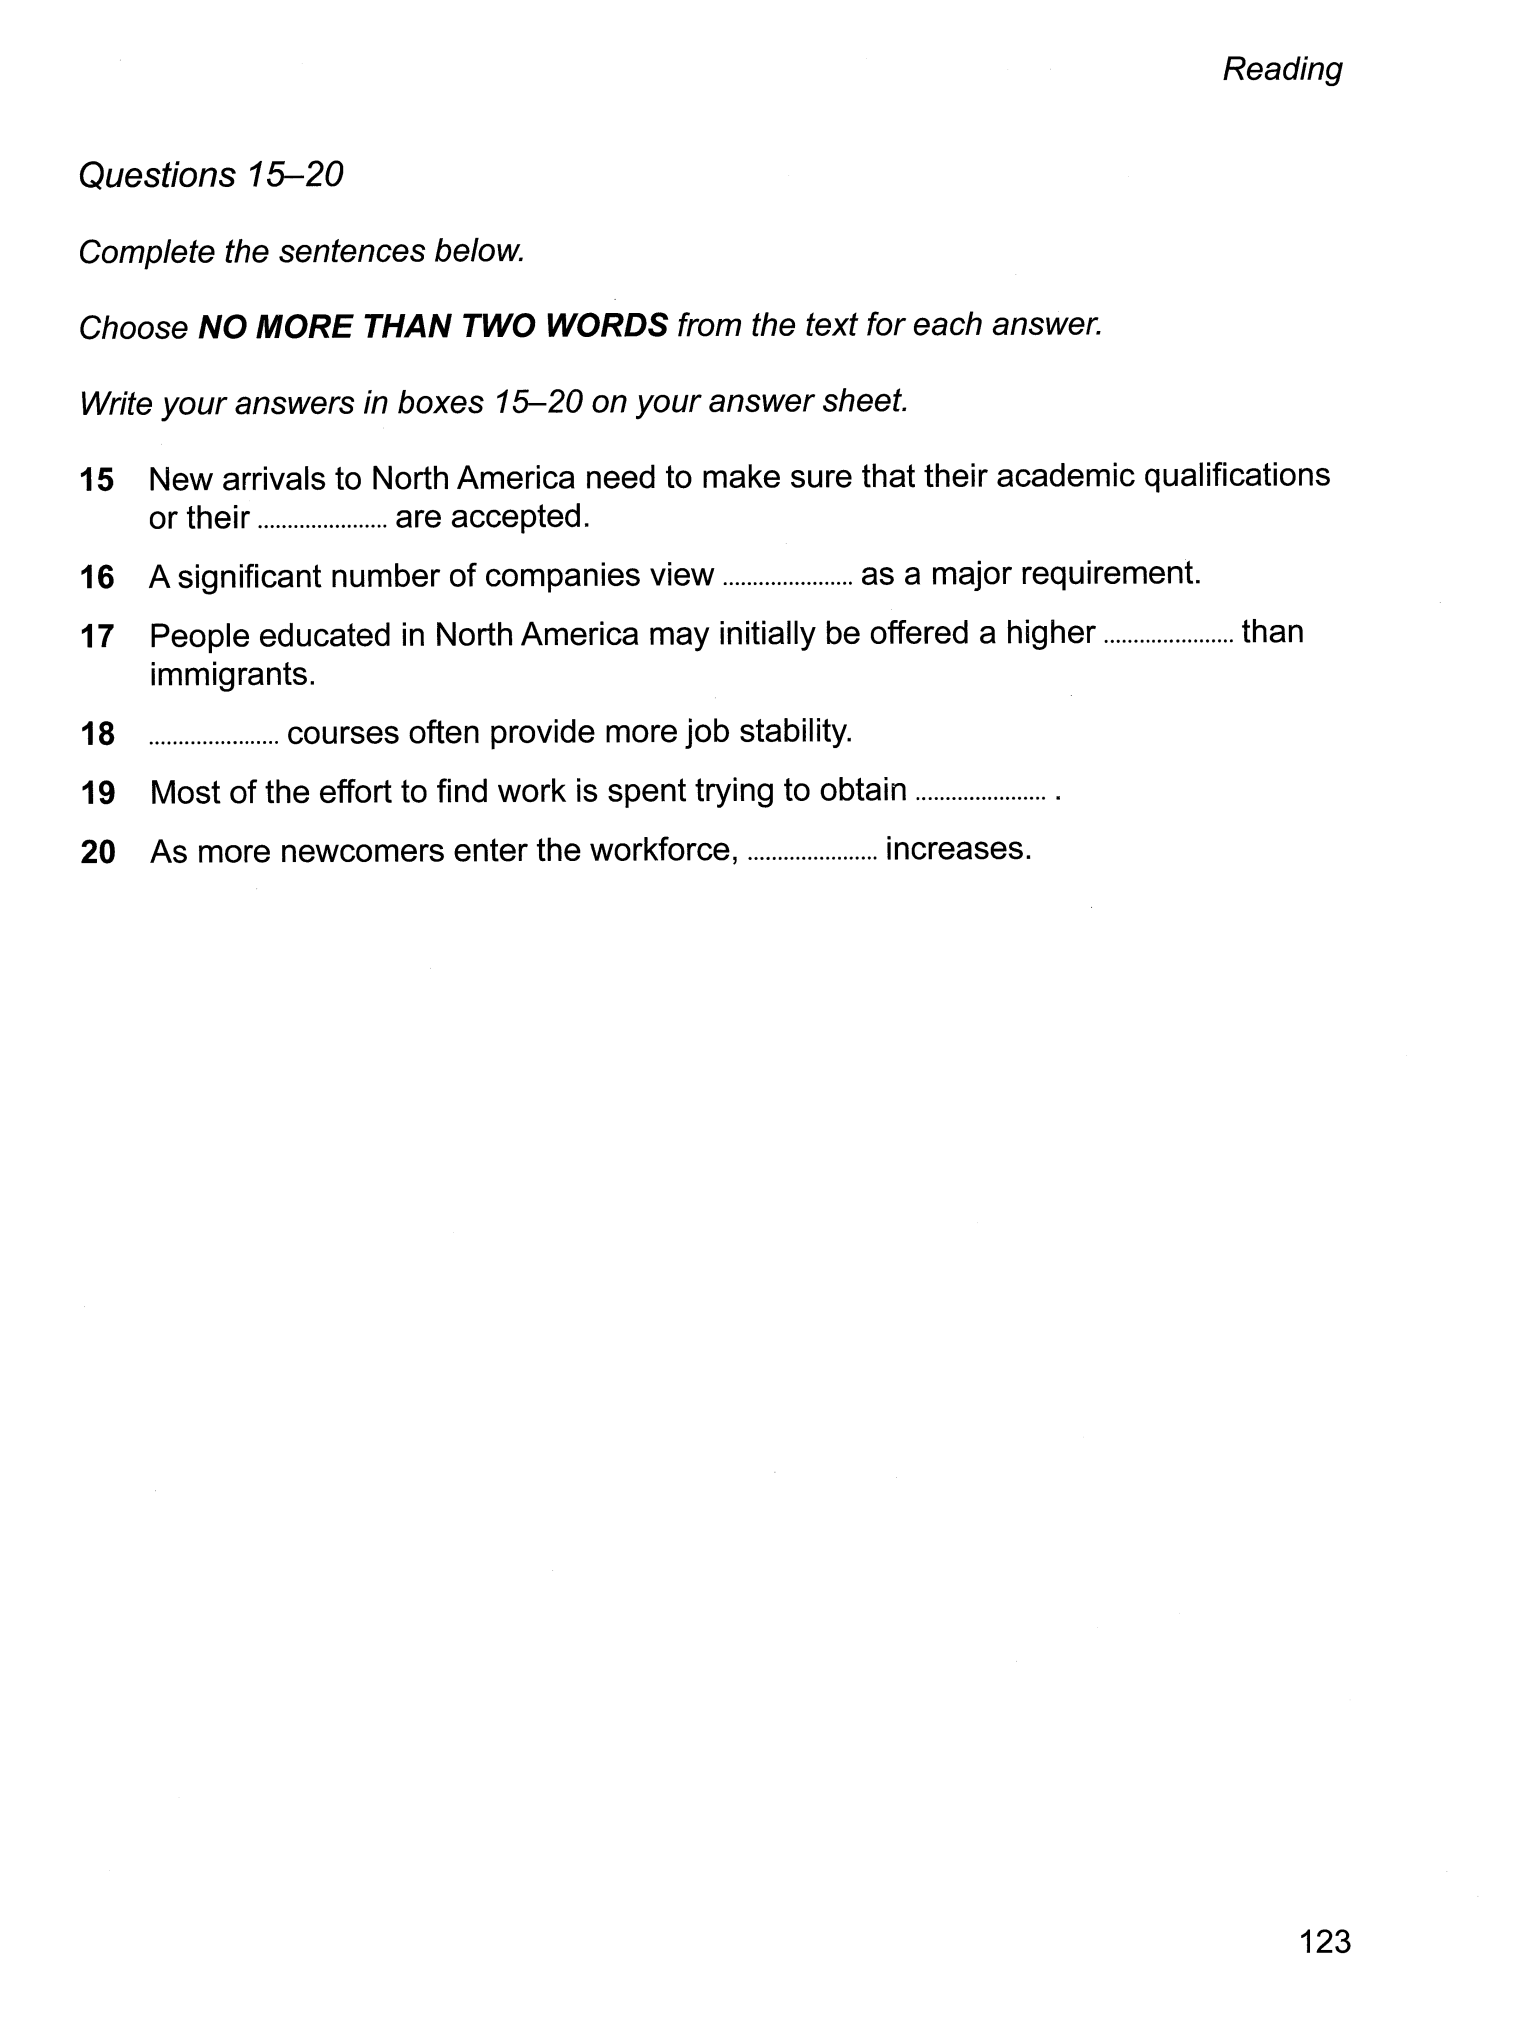 Reading
Questions 15–20
Complete the sentences below.
Choose NO MORE THAN TWO WORDS from the text for each answer.
Write your answers in boxes 15–20 on your answer sheet.
15 New arrivals to North America need to make sure that their academic qualifications
or their ...................... are accepted.
16 A significant number of companies view ...................... as a major requirement.
17 People educated in North America may initially be offered a higher ...................... than
immigrants.
18 ...................... courses often provide more job stability.
19 Most of the effort to find work is spent trying to obtain ...................... .
20 As more newcomers enter the workforce, ...................... increases.
123